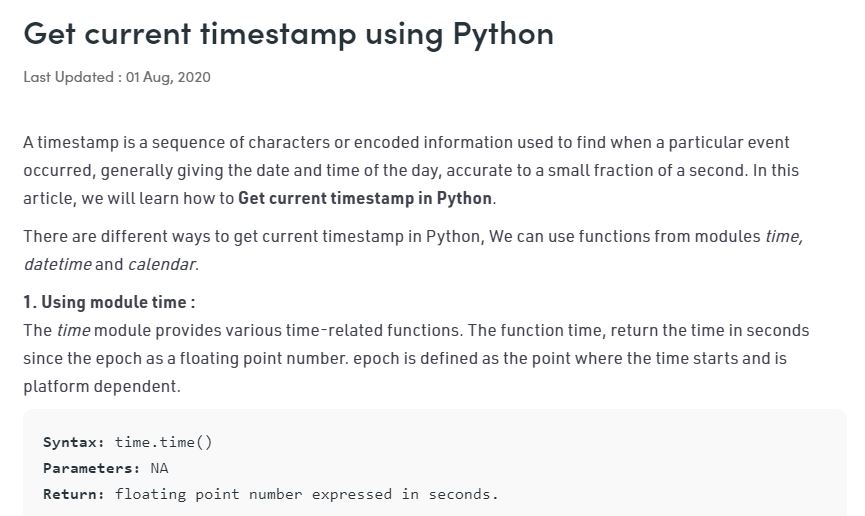 Get current timestamp using Python
Last Updated : 01 Aug, 2020
A timestamp is a sequence of characters or encoded information used to find when a particular event
occurred, generally giving the date and time of the day, accurate to a small fraction of a second. In this
article, we will learn how to Get current timestamp in Python.
There are different ways to get current timestamp in Python, We can use functions from modules time,
datetime and calendar.
1. Using module time :
The time module provides various time-related functions. The function time, return the time in seconds
since the epoch as a floating point number. epoch is defined as the point where the time starts and is
platform dependent.
Syntax: time.time()
Parameters: NA
Return: floating point number expressed in seconds.